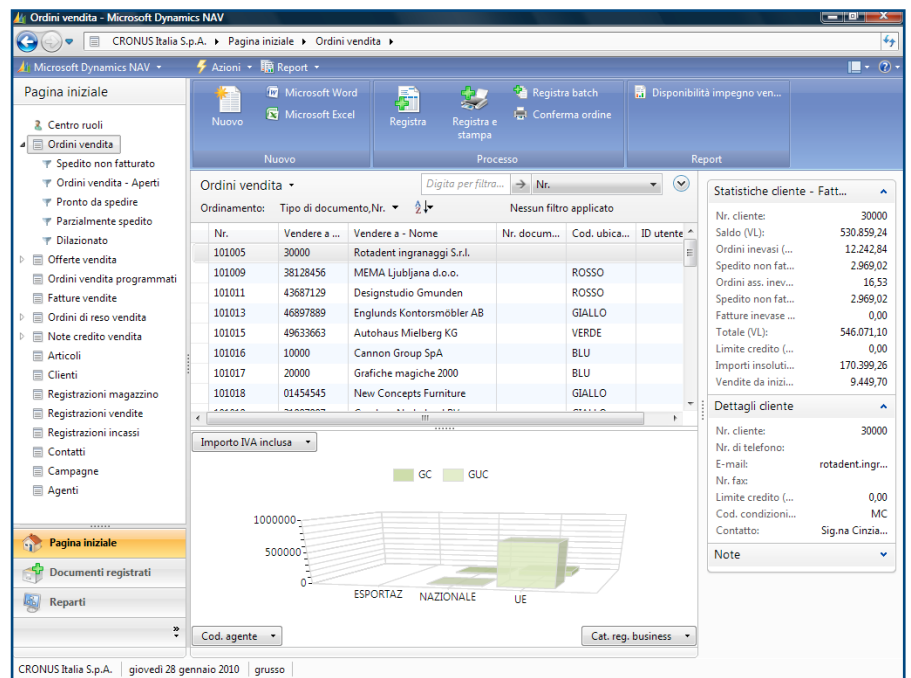 Ordini vendita - Microsoft Dynamics NAV
CRONUS Italia S.p.A. Pagina iniziale Ordini vendita
Microsoft Dynamics NAV Azioni Report
Pagina iniziale
Centro ruoli
Ordini vendita
Spedito non fatturato
Ordini vendita - Aperti
Pronto da spedire
Parzialmente spedito
Dilazionato
Offerte vendita
Ordini vendita programmati
Fatture vendite
Ordini di reso vendita
Note credito vendita
Articoli
Clienti
Registrazioni magazzino
Registrazioni vendite
Registrazioni incassi
Contatti
Campagne
Agenti
Pagina iniziale
Documenti registrati
Reparti
Nuovo
Microsoft Word
Microsoft Excel
Nuovo
Registra
Registra e stampa
Registra batch
Conferma ordine
Processo
Disponibilità impegno ven...
Report
Ordini vendita Digita per filtra... Nr.
Ordinamento: Tipo di documento,Nr. Nessun filtro applicato
Nr. Vendere a ... Vendere a - Nome Nr. docum... Cod. ubica... ID utente
101005 30000 Rotadent ingranaggi S.r.l.
101009 38128456 MEMA Ljubljana d.o.o. ROSSO
101011 43687129 Designstudio Gmunden ROSSO
101013 46897889 Englunds Kontorsmöbler AB GIALLO
101015 49633663 Autohaus Mielberg KG VERDE
101016 10000 Cannon Group SpA BLU
101017 20000 Grafiche magiche 2000 BLU
101018 01454545 New Concepts Furniture GIALLO
Importo IVA inclusa
GC GUC
1000000
500000
0
ESPORTAZ NAZIONALE UE
Cod. agente Cat. reg. business
Statistiche cliente - Fatt...
Nr. cliente: 30000
Saldo (VL): 530.859,24
Ordini inevasi (... 12.242,84
Spedito non fat... 2.969,02
Ordini ass. inev... 16,53
Spedito non fat... 2.969,02
Fatture inevase ... 0,00
Totale (VL): 546.071,10
Limite credito (... 0,00
Importi insoluti... 170.399,26
Vendite da inizi... 9.449,70
Dettagli cliente
Nr. cliente: 30000
Nr. di telefono:
E-mail: rotadent.ingr...
Nr. fax:
Limite credito (... 0,00
Cod. condizioni... MC
Contatto: Sig.na Cinzia...
Note
CRONUS Italia S.p.A. giovedì 28 gennaio 2010 grusso